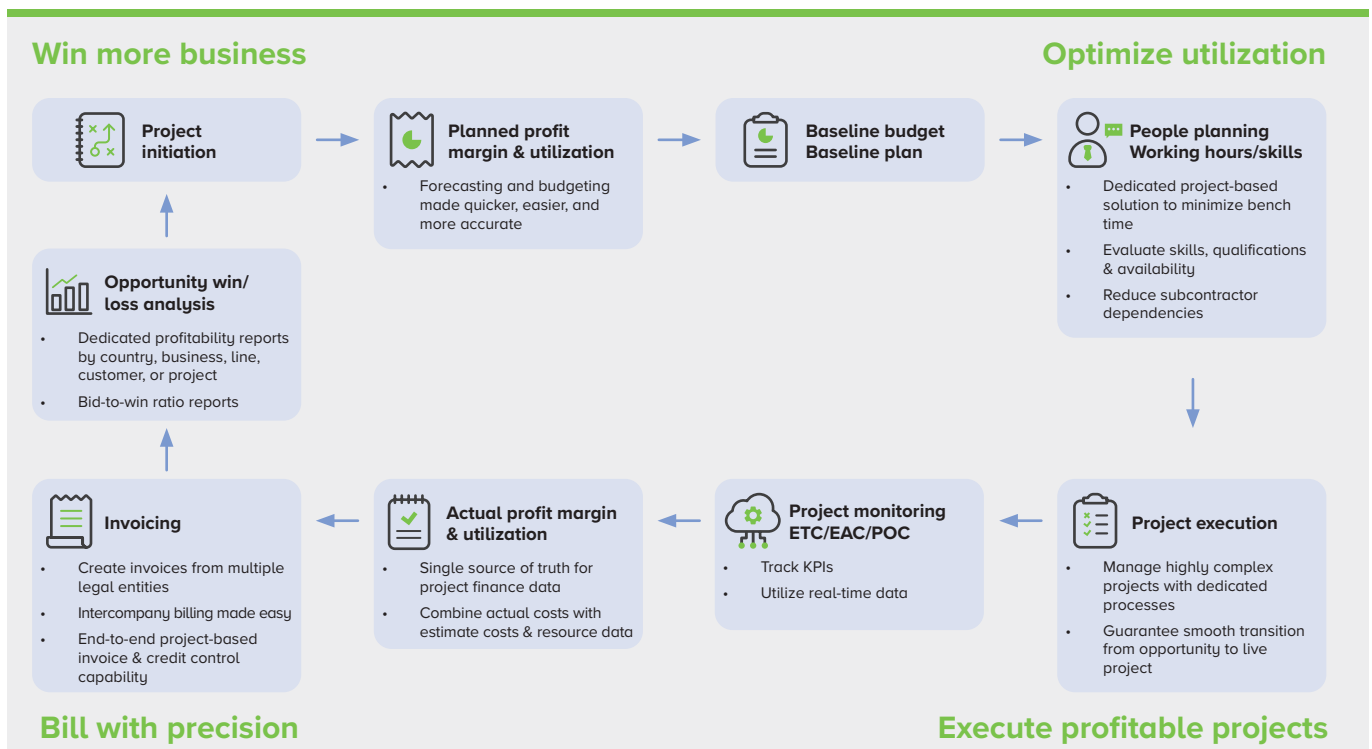 Win more business
Optimize utilization
Project
initiation
Planned profit
margin & utilization
• Forecasting and budgeting
made quicker, easier, and
more accurate
Baseline budget
Baseline plan
People planning
Working hours/skills
• Dedicated project-based
solution to minimize bench
time
• Evaluate skills, qualifications
& availability
• Reduce subcontractor
dependencies
Opportunity win/
loss analysis
• Dedicated profitability reports
by country, business, line,
customer, or project
• Bid-to-win ratio reports
Invoicing
• Create invoices from multiple
legal entities
• Intercompany billing made easy
• End-to-end project-based
invoice & credit control
capability
Actual profit margin
& utilization
• Single source of truth for
project finance data
• Combine actual costs with
estimate costs & resource data
Project monitoring
ETC/EAC/POC
• Track KPIs
• Utilize real-time data
Project execution
• Manage highly complex
projects with dedicated
processes
• Guarantee smooth transition
from opportunity to live
project
Bill with precision
Execute profitable projects